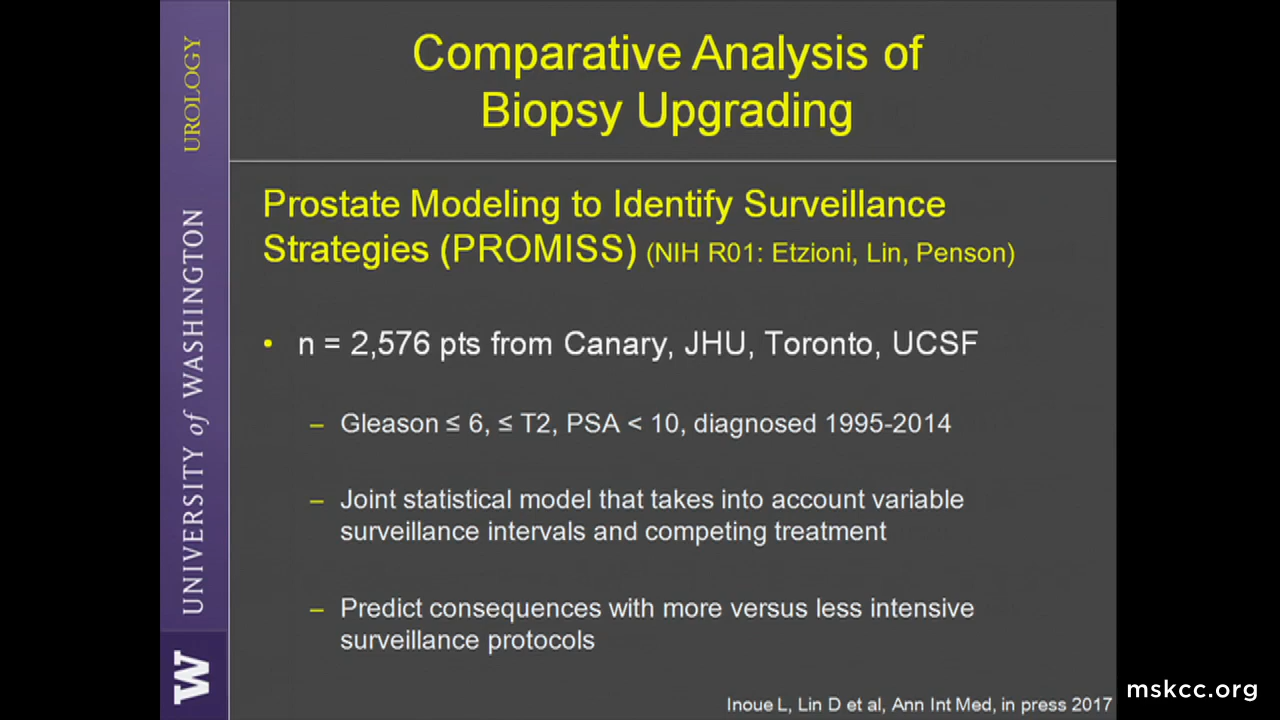 Comparative Analysis of
Biopsy Upgrading
UROLOGY
UNIVERSITY of WASHINGTON
W
Prostate Modeling to Identify Surveillance
Strategies (PROMISS) (NIH R01: Etzioni, Lin, Penson)
• n = 2,576 pts from Canary, JHU, Toronto, UCSF
– Gleason ≤ 6, ≤ T2, PSA < 10, diagnosed 1995-2014
– Joint statistical model that takes into account variable
surveillance intervals and competing treatment
– Predict consequences with more versus less intensive
surveillance protocols
Inoue L, Lin D et al, Ann Int Med, in press 2017
mskcc.org